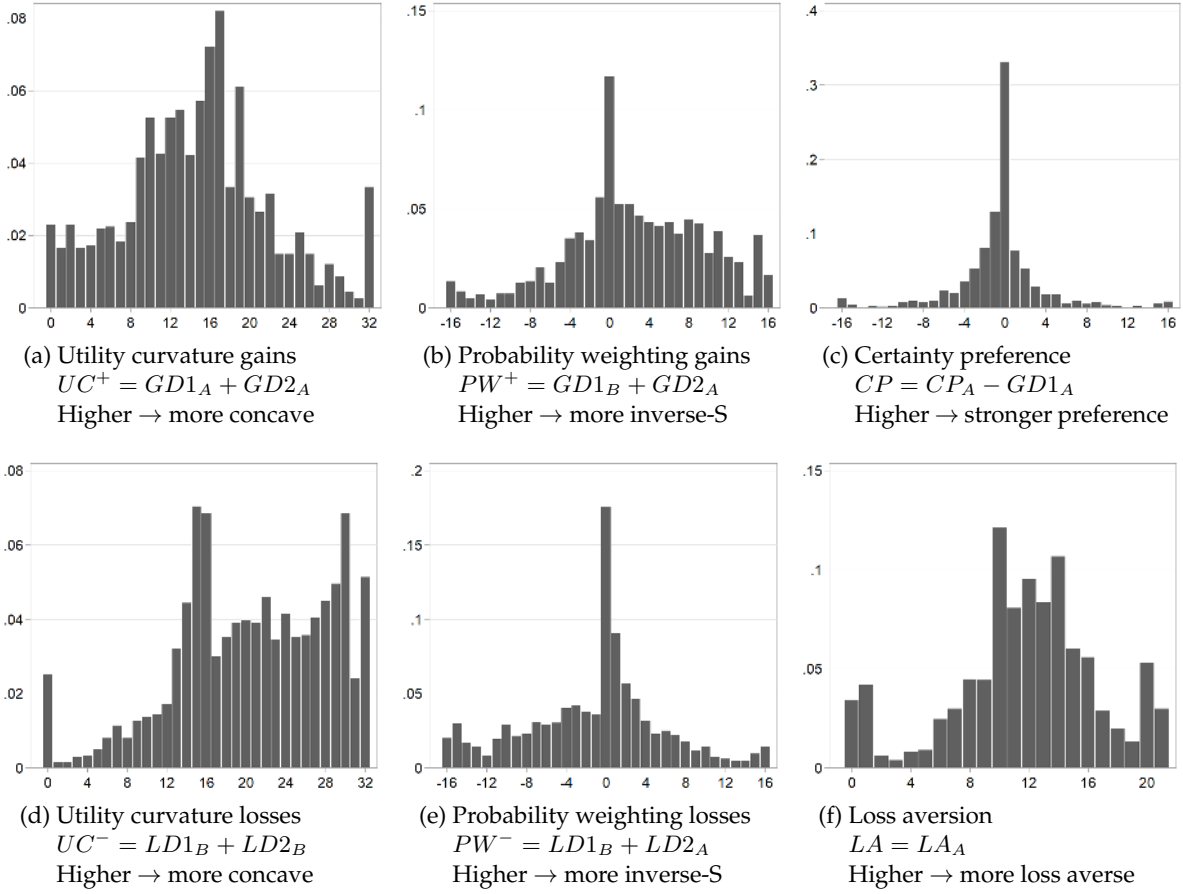 .08
.06
.04
.02
0
0 4 8 12 16 20 24 28 32
(a) Utility curvature gains
UC⁺ = GD1_A + GD2_A
Higher → more concave
.15
.1
.05
0
-16 -12 -8 -4 0 4 8 12 16
(b) Probability weighting gains
PW⁺ = GD1_B + GD2_A
Higher → more inverse-S
.4
.3
.2
.1
0
-16 -12 -8 -4 0 4 8 12 16
(c) Certainty preference
CP = CP_A − GD1_A
Higher → stronger preference
.08
.06
.04
.02
0
0 4 8 12 16 20 24 28 32
(d) Utility curvature losses
UC⁻ = LD1_B + LD2_B
Higher → more concave
.2
.15
.1
.05
0
-16 -12 -8 -4 0 4 8 12 16
(e) Probability weighting losses
PW⁻ = LD1_B + LD2_A
Higher → more inverse-S
.15
.1
.05
0
0 4 8 12 16 20
(f) Loss aversion
LA = LA_A
Higher → more loss averse